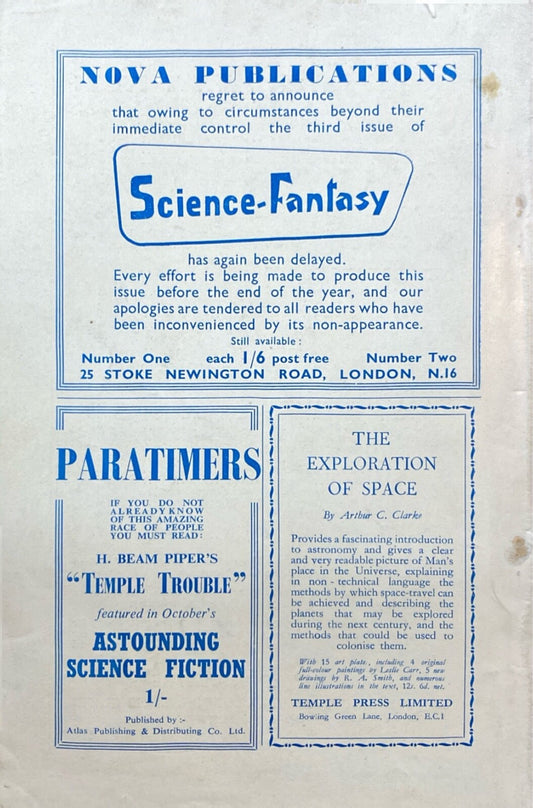 NOVA PUBLICATIONS
regret to announce
that owing to circumstances beyond their
immediate control the third issue of
Science-Fantasy
has again been delayed.
Every effort is being made to produce this
issue before the end of the year, and our
apologies are tendered to all readers who have
been inconvenienced by its non-appearance.
Still available :
Number One each 1/6 post free Number Two
25 STOKE NEWINGTON ROAD, LONDON, N.16
PARATIMERS
IF YOU DO NOT
ALREADY KNOW
OF THIS AMAZING
RACE OF PEOPLE
YOU MUST READ:
H. BEAM PIPER'S
"TEMPLE TROUBLE"
featured in October's
ASTOUNDING
SCIENCE FICTION
1/-
Published by :-
Atlas Publishing & Distributing Co. Ltd.
THE
EXPLORATION
OF SPACE
By Arthur C. Clarke
Provides a fascinating introduction
to astronomy and gives a clear
and very readable picture of Man's
place in the Universe, explaining
in non - technical language the
methods by which space-travel can
be achieved and describing the
planets that may be explored
during the next century, and the
methods that could be used to
colonise them.
With 15 art plate, including 4 original
full-colour paintings by Leslie Carr, 5 new
drawings by R. A. Smith, and numerous
line illustrations in the text, 12s. 6d. net.
TEMPLE PRESS LIMITED
Bowling Green Lane, London, E.C.1